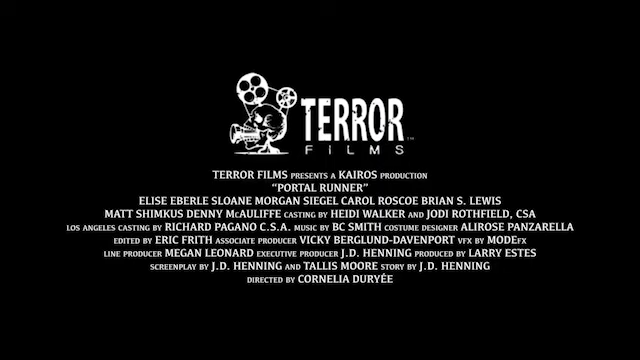 TERROR
FILMS
TERROR FILMS PRESENTS A KAIROS PRODUCTION
“PORTAL RUNNER”
ELISE EBERLE SLOANE MORGAN SIEGEL CAROL ROSCOE BRIAN S. LEWIS
MATT SHIMKUS DENNY McAULIFFE CASTING BY HEIDI WALKER AND JODI ROTHFIELD, CSA
LOS ANGELES CASTING BY RICHARD PAGANO C.S.A. MUSIC BY BC SMITH COSTUME DESIGNER ALIROSE PANZARELLA
EDITED BY ERIC FRITH ASSOCIATE PRODUCER VICKY BERGLUND-DAVENPORT VFX BY MODEFX
LINE PRODUCER MEGAN LEONARD EXECUTIVE PRODUCER J.D. HENNING PRODUCED BY LARRY ESTES
SCREENPLAY BY J.D. HENNING AND TALLIS MOORE STORY BY J.D. HENNING
DIRECTED BY CORNELIA DURYÉE